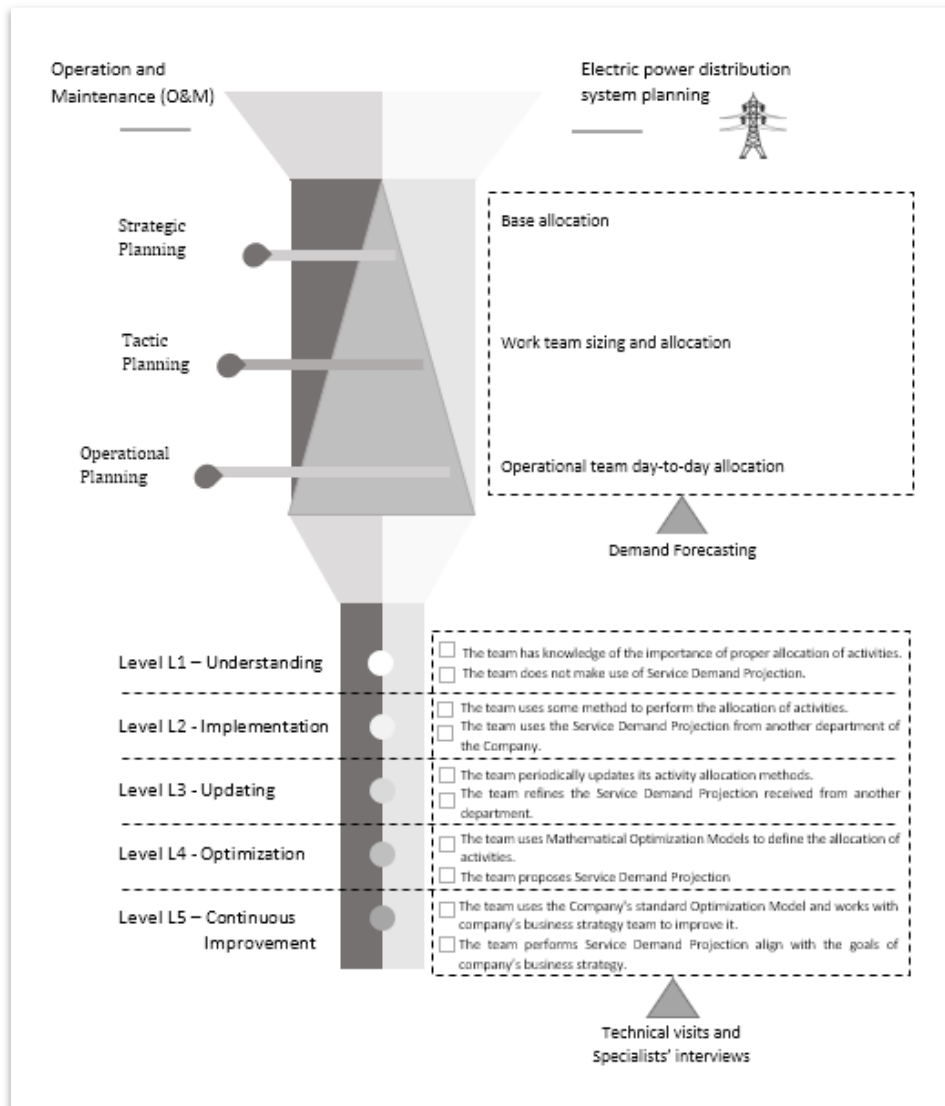 Operation and
Maintenance (O&M)
Electric power distribution
system planning
Strategic
Planning
Base allocation
Tactic
Planning
Work team sizing and allocation
Operational
Planning
Operational team day-to-day allocation
Demand Forecasting
Level L1 – Understanding
The team has knowledge of the importance of proper allocation of activities.
The team does not make use of Service Demand Projection.
Level L2 - Implementation
The team uses some method to perform the allocation of activities.
The team uses the Service Demand Projection from another department of
the Company.
Level L3 - Updating
The team periodically updates its activity allocation methods.
The team refines the Service Demand Projection received from another
department.
Level L4 - Optimization
The team uses Mathematical Optimization Models to define the allocation of
activities.
The team proposes Service Demand Projection
Level L5 – Continuous
Improvement
The team uses the Company's standard Optimization Model and works with
company's business strategy team to improve it.
The team performs Service Demand Projection align with the goals of
company's business strategy.
Technical visits and
Specialists' interviews